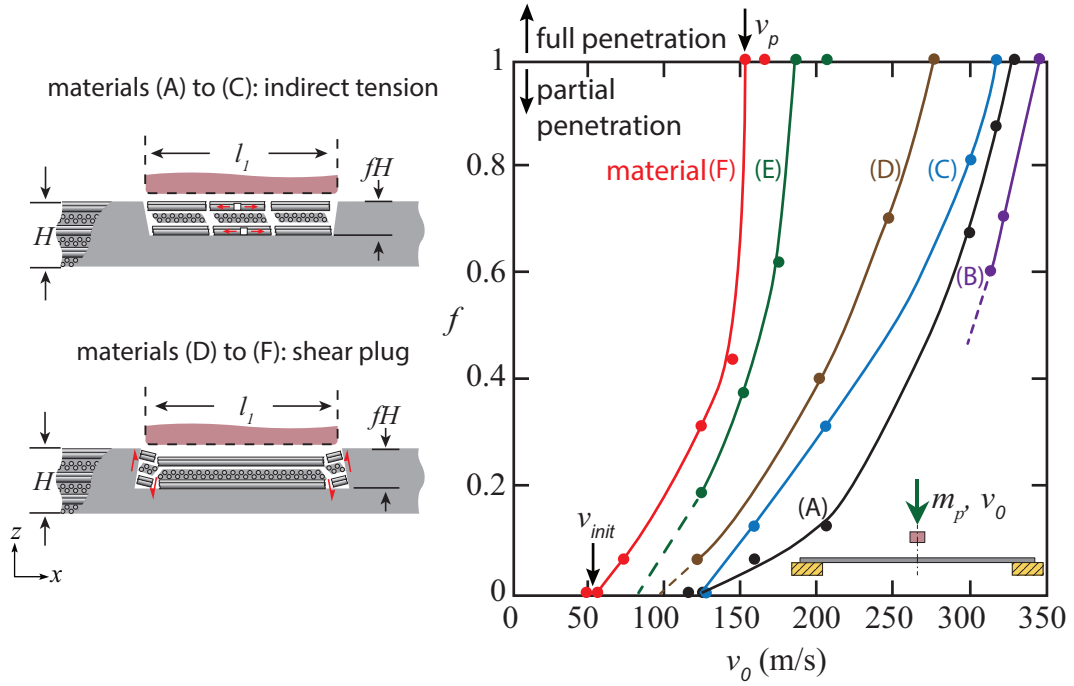 materials (A) to (C): indirect tension
l1
fH
H
materials (D) to (F): shear plug
l1
fH
H
z
x
full penetration
vp
partial
penetration
material (F)
(E)
(D)
(C)
(B)
(A)
vinit
mp, v0
f
1
0.8
0.6
0.4
0.2
0
0 50 100 150 200 250 300 350
v0 (m/s)